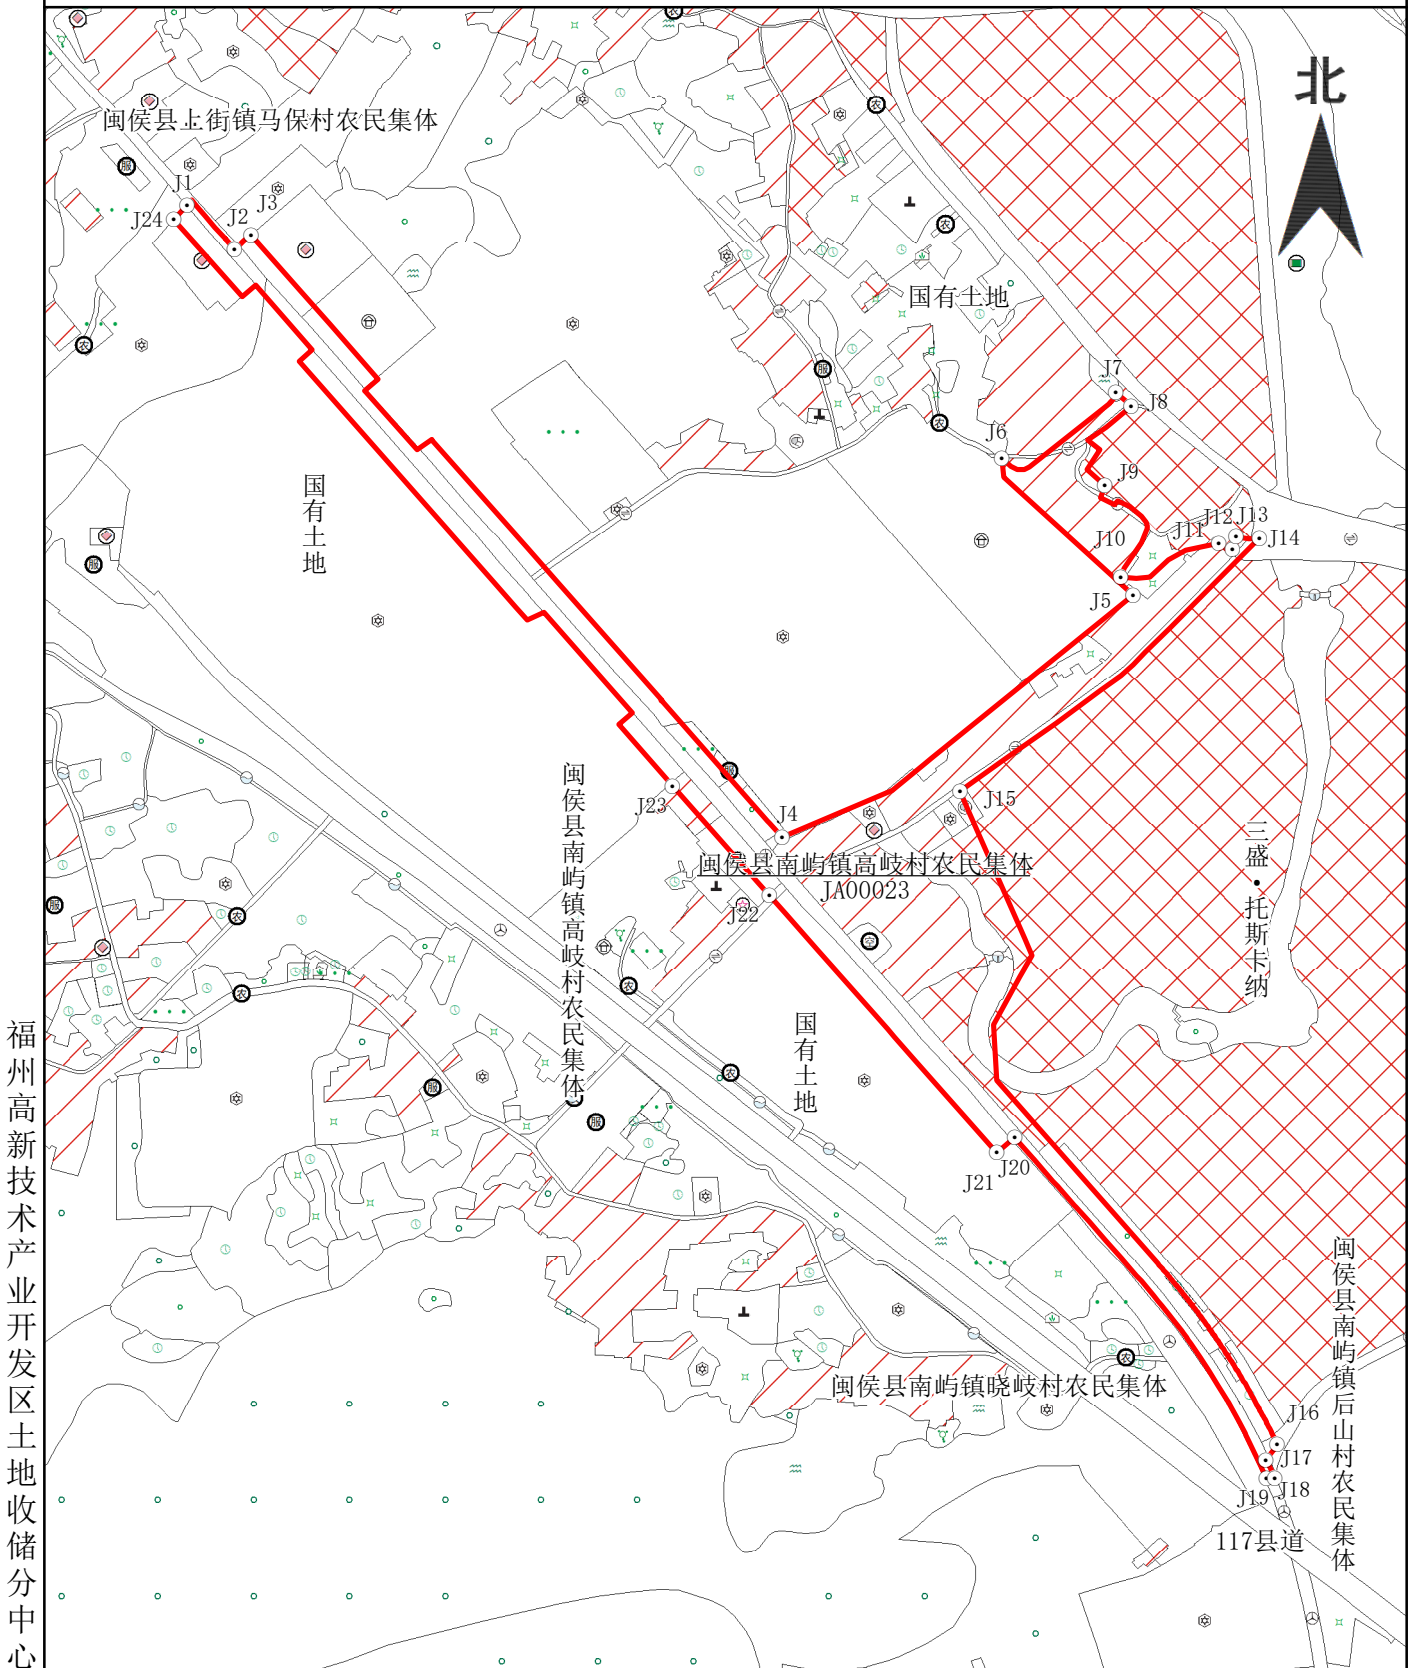 北
闽侯县上街镇马保村农民集体
J1
J2
J3
J24
国有土地
J7
J8
J6
J9
国有土地
J10
J11
J12
J13
J14
J5
闽侯县南屿镇高岐村农民集体
J23
J4
J15
三盛·托斯卡纳
闽侯县南屿镇高岐村农民集体
JA00023
J22
国有土地
J20
J21
闽侯县南屿镇后山村农民集体
闽侯县南屿镇晓岐村农民集体
J16
J17
J18
J19
117县道
福州高新技术产业开发区土地收储分中心